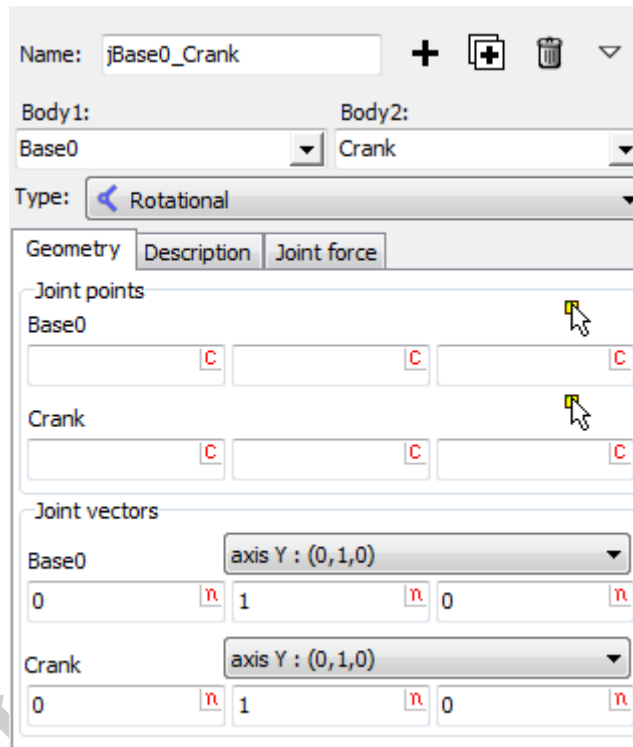 Name: jBase0_Crank
Body1: Body2:
Base0 Crank
Type: Rotational
Geometry Description Joint force
Joint points
Base0
C C C
Crank
C C C
Joint vectors
Base0 axis Y : (0,1,0)
0 n 1 n 0 n
Crank axis Y : (0,1,0)
0 n 1 n 0 n